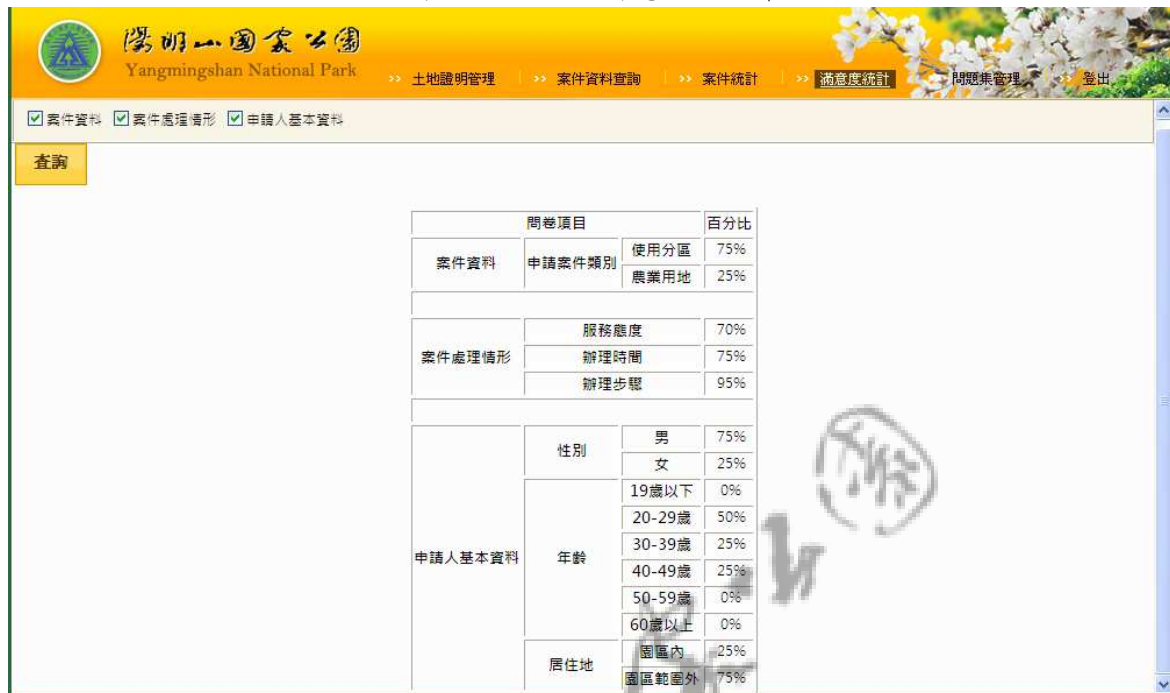 陽明山國家公園
Yangmingshan National Park
›› 土地證明管理 ›› 案件資料查詢 ›› 案件統計 ›› 滿意度統計 ›› 問題集管理 ›› 登出
案件資料 案件處理情形 申請人基本資料
查詢
問卷項目 百分比
案件資料 申請案件類別 使用分區 75%
農業用地 25%
案件處理情形 服務態度 70%
辦理時間 75%
辦理步驟 95%
申請人基本資料 性別 男 75%
女 25%
年齡 19歲以下 0%
20-29歲 50%
30-39歲 25%
40-49歲 25%
50-59歲 0%
60歲以上 0%
居住地 園區內 25%
園區範圍外 75%